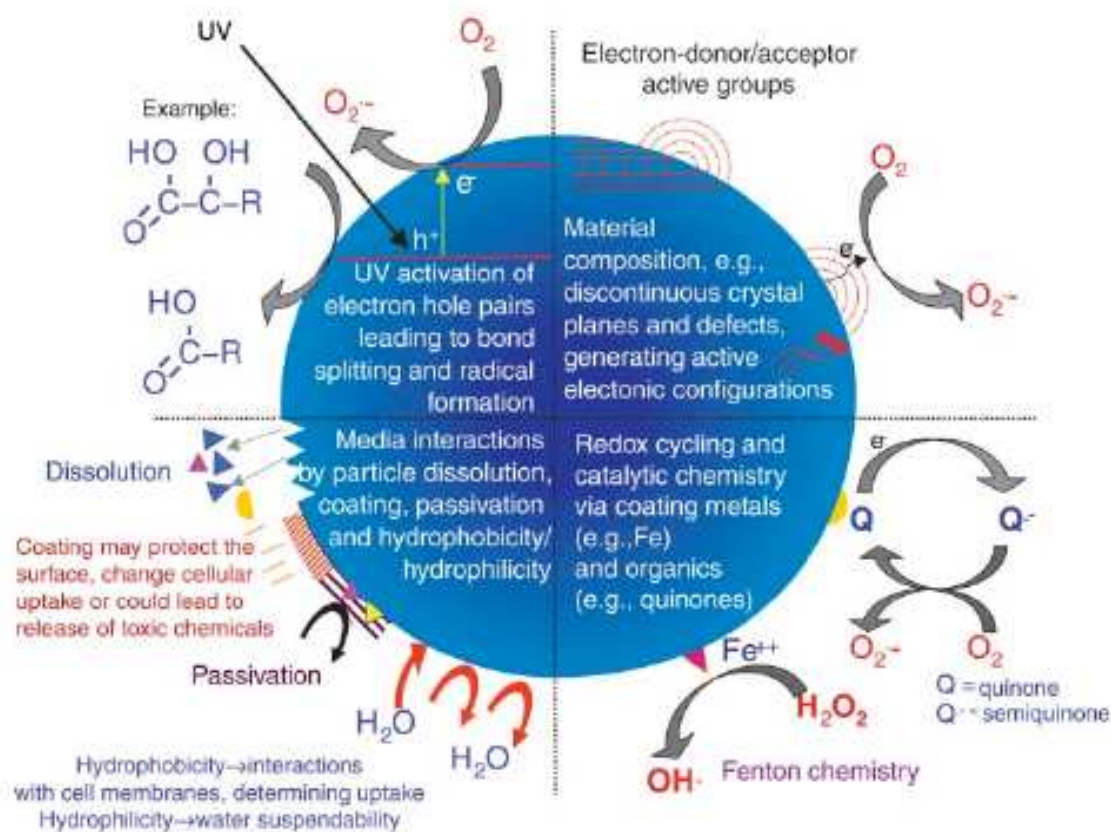 UV
O2
O2·-
Example:
HO OH
O=C-C-R
HO
O=C-R
e-
h+
UV activation of
electron hole pairs
leading to bond
splitting and radical
formation
Electron-donor/acceptor
active groups
Material
composition, e.g.,
discontinuous crystal
planes and defects,
generating active
electonic configurations
O2
e-
O2·-
Dissolution
Media interactions
by particle dissolution,
coating, passivation
and hydrophobicity/
hydrophilicity
Coating may protect the
surface, change cellular
uptake or could lead to
release of toxic chemicals
Passivation
H2O
H2O
Hydrophobicity→interactions
with cell membranes, determining uptake
Hydrophilicity→water suspendability
Redox cycling and
catalytic chemistry
via coating metals
(e.g.,Fe)
and organics
(e.g., quinones)
e-
Q
Q·-
O2·-
O2
Q = quinone
Q·- = semiquinone
Fe++
H2O2
OH·
Fenton chemistry